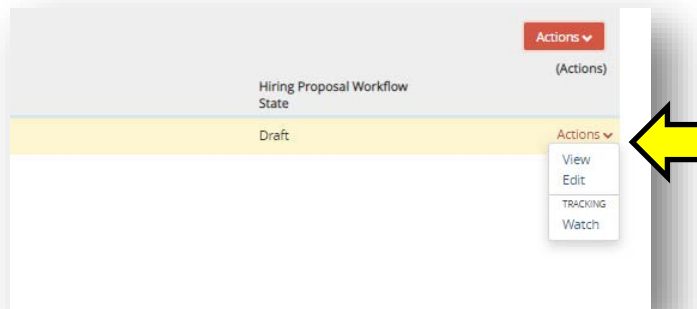 Actions
(Actions)
Hiring Proposal Workflow
State
Draft
Actions
View
Edit
TRACKING
Watch